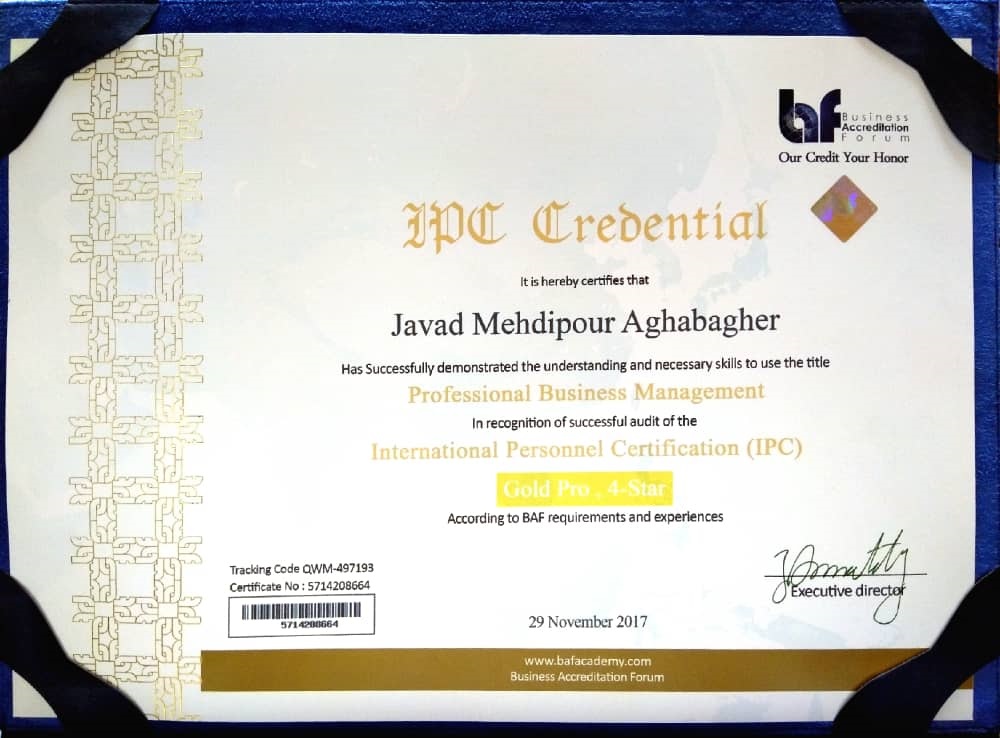 baf Business
Accreditation
Forum
Our Credit Your Honor
IPC Credential
It is hereby certifies that
Javad Mehdipour Aghabagher
Has Successfully demonstrated the understanding and necessary skills to use the title
Professional Business Management
In recognition of successful audit of the
International Personnel Certification (IPC)
Gold Pro , 4-Star
According to BAF requirements and experiences
Tracking Code QWM-497193
Certificate No : 5714208664
5714208664
Executive director
29 November 2017
www.bafacademy.com
Business Accreditation Forum